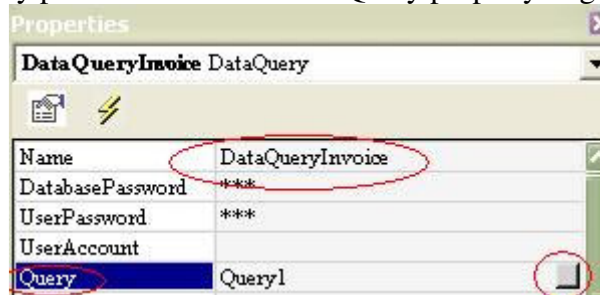 Properties
DataQueryInvoice DataQuery
Name DataQueryInvoice
DatabasePassword ***
UserPassword ***
UserAccount
Query Query1